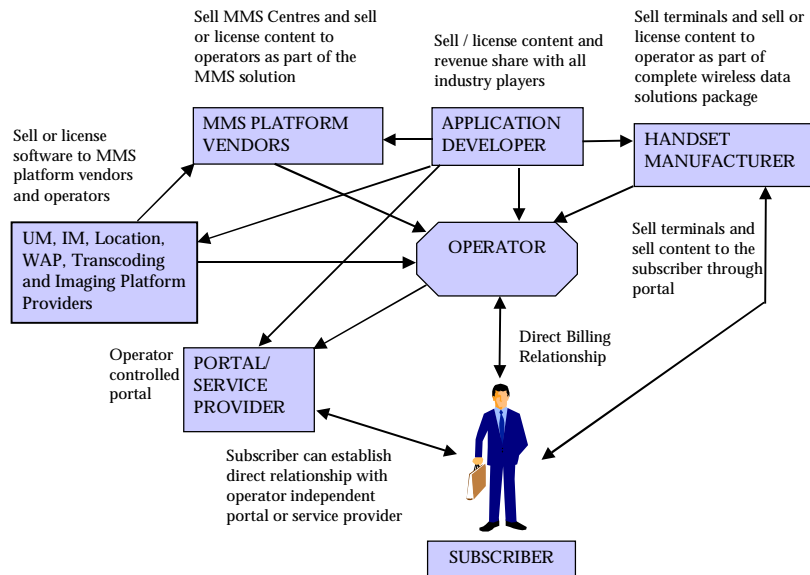 Sell MMS Centres and sell
or license content to
operators as part of the
MMS solution
Sell / license content and
revenue share with all
industry players
Sell terminals and sell or
license content to
operator as part of
complete wireless data
solutions package
MMS PLATFORM
VENDORS
APPLICATION
DEVELOPER
HANDSET
MANUFACTURER
Sell or license
software to MMS
platform vendors
and operators
UM, IM, Location,
WAP, Transcoding
and Imaging Platform
Providers
OPERATOR
Sell terminals and
sell content to the
subscriber through
portal
Operator
controlled
portal
PORTAL/
SERVICE
PROVIDER
Direct Billing
Relationship
Subscriber can establish
direct relationship with
operator independent
portal or service provider
SUBSCRIBER